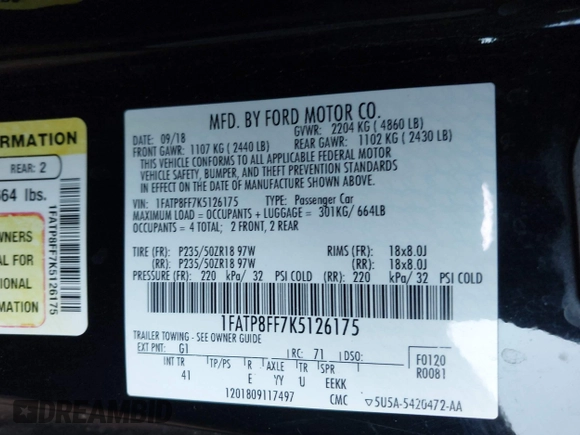 MFD. BY FORD MOTOR CO.
DATE: 09/18 GVWR: 2204 KG ( 4860 LB)
FRONT GAWR: 1107 KG ( 2440 LB) REAR GAWR: 1102 KG ( 2430 LB)
THIS VEHICLE CONFORMS TO ALL APPLICABLE FEDERAL MOTOR
VEHICLE SAFETY, BUMPER, AND THEFT PREVENTION STANDARDS
IN EFFECT ON THE DATE OF MANUFACTURE SHOWN ABOVE.
VIN: 1FATP8FF7K5126175 TYPE: Passenger Car
MAXIMUM LOAD = OCCUPANTS + LUGGAGE = 301KG/ 664LB
OCCUPANTS = 4 TOTAL; 2 FRONT, 2 REAR
TIRE (FR): P235/50ZR18 97W RIMS (FR): 18x8.0J
(RR): P235/50ZR18 97W (RR): 18x8.0J
PRESSURE (FR): 220 kPa/ 32 PSI COLD (RR): 220 kPa/ 32 PSI COLD
1FATP8FF7K5126175
TRAILER TOWING - SEE OWNER GUIDE
EXT PNT: G1 RC: 71 DSO: F0120
INT TR TP/PS R AXLE TR SPR R0081
41 E YY U EEKK
1201809117497 CMC ▽5U5A-5420472-AA
ORMATION
REAR: 2
664 lbs.
WNERS
AL FOR
TIONAL
RMATION
1FATP8FF7K5126175
DREAMBID